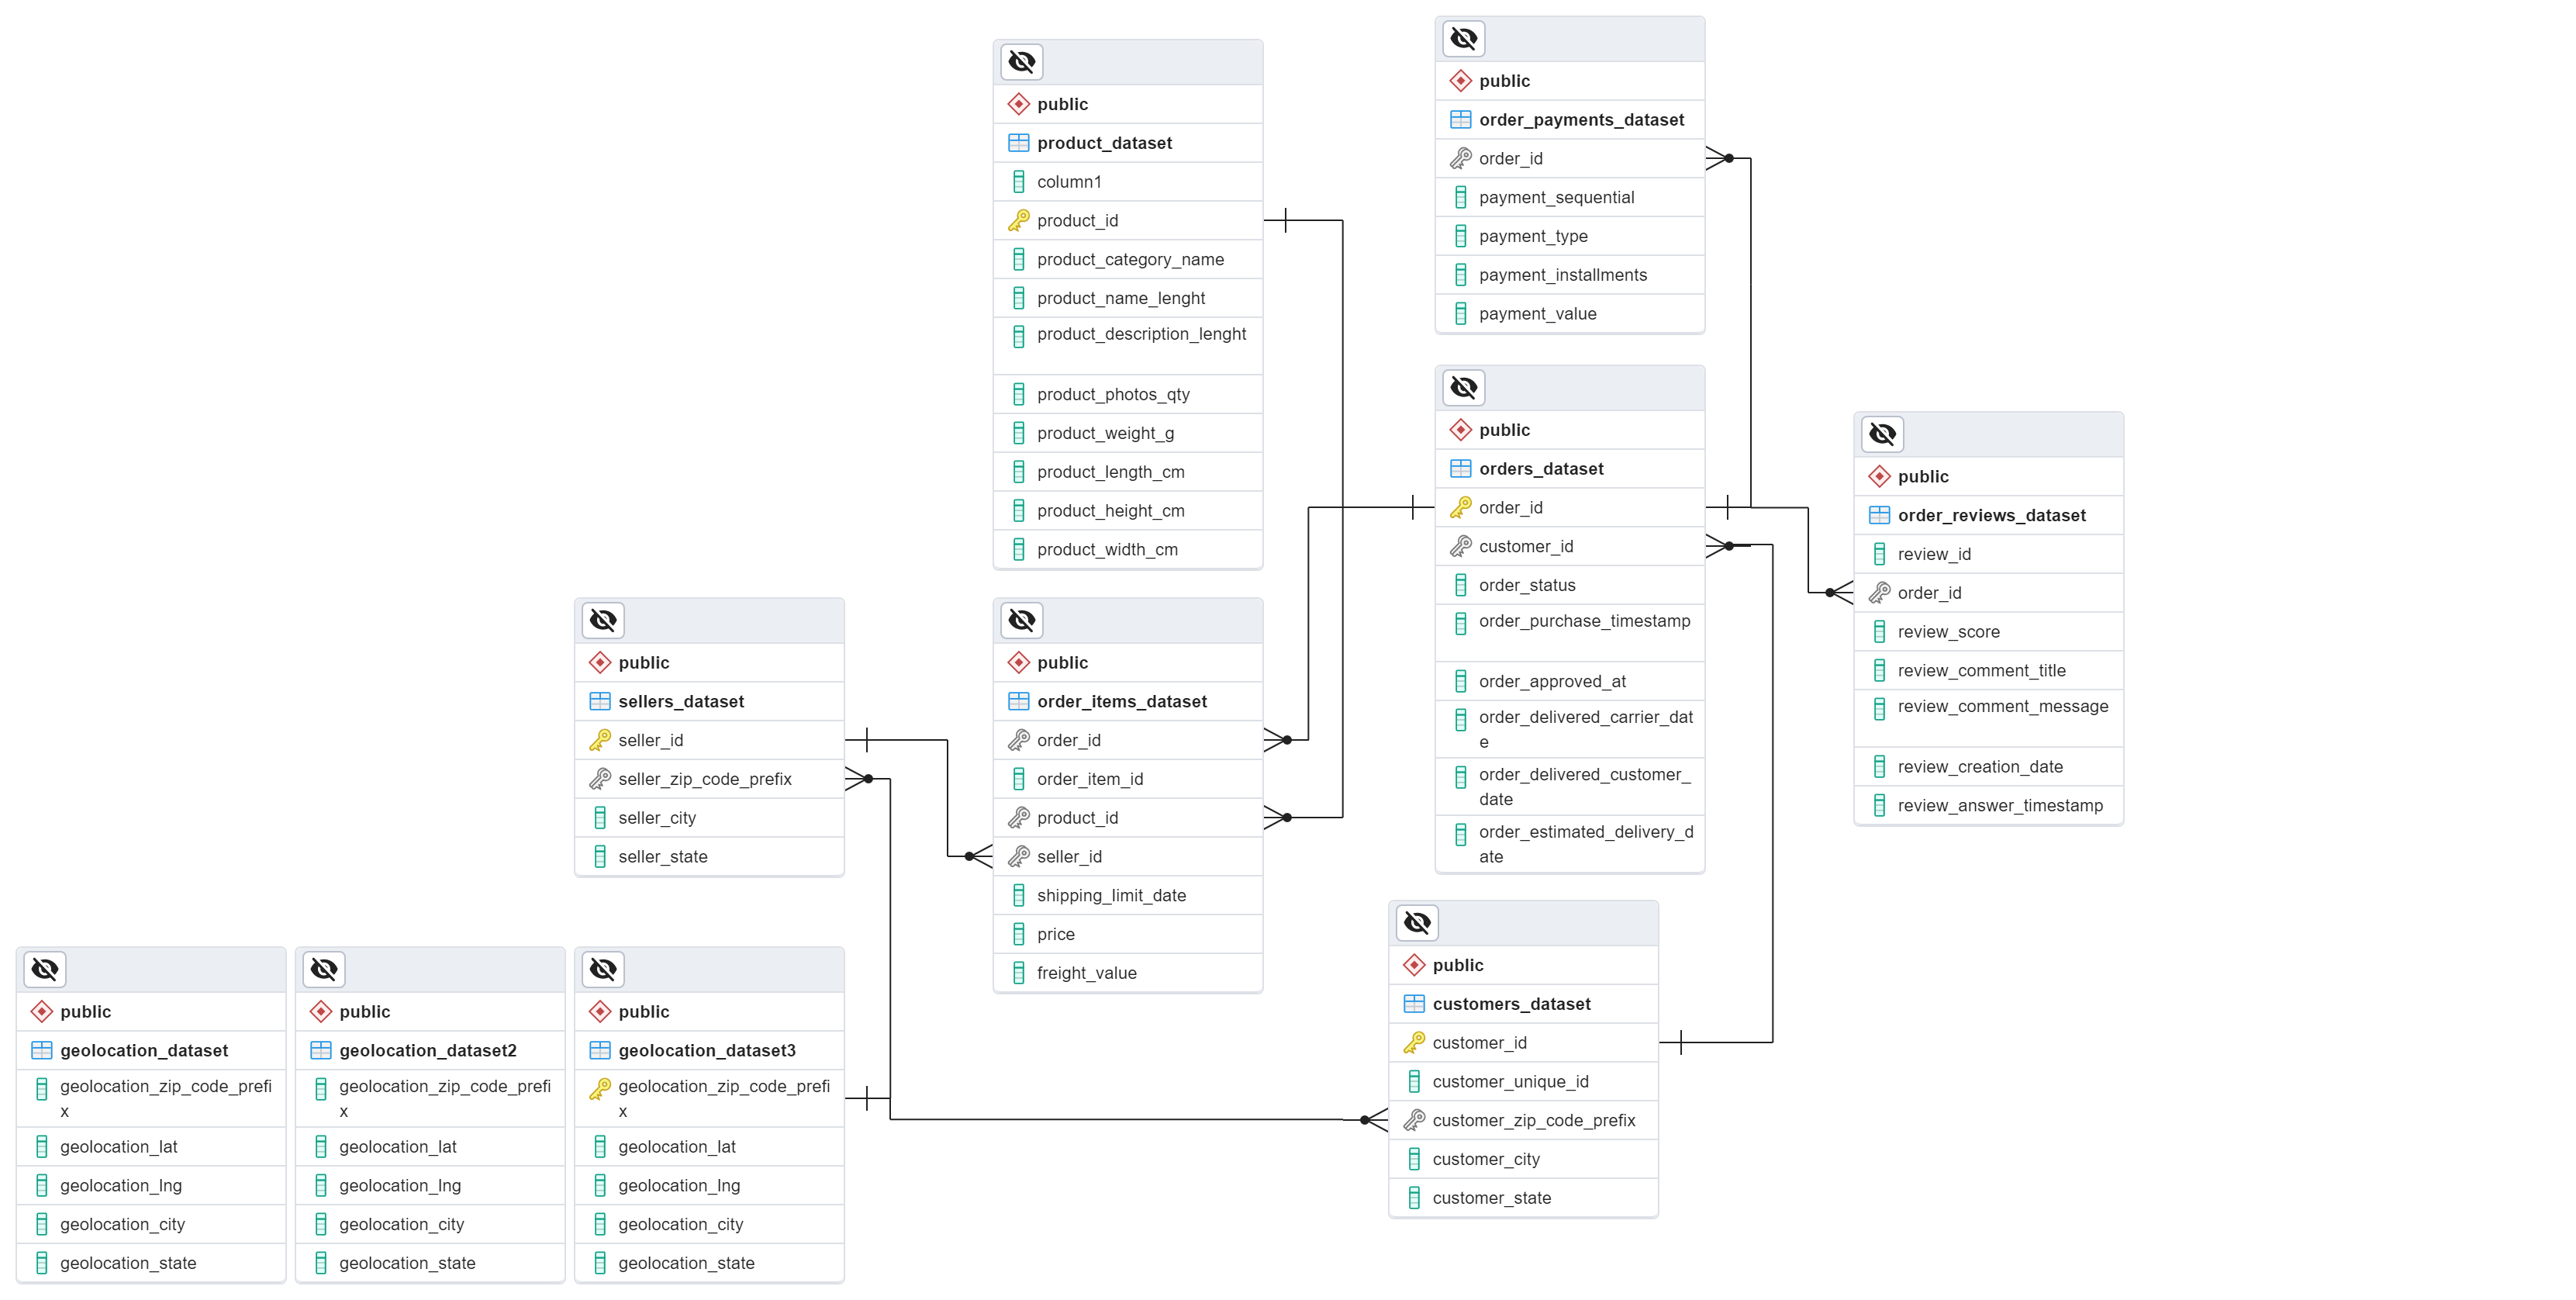 public
product_dataset
column1
product_id
product_category_name
product_name_lenght
product_description_lenght
product_photos_qty
product_weight_g
product_length_cm
product_height_cm
product_width_cm
public
order_payments_dataset
order_id
payment_sequential
payment_type
payment_installments
payment_value
public
orders_dataset
order_id
customer_id
order_status
order_purchase_timestamp
order_approved_at
order_delivered_carrier_dat
e
order_delivered_customer_
date
order_estimated_delivery_d
ate
public
order_reviews_dataset
review_id
order_id
review_score
review_comment_title
review_comment_message
review_creation_date
review_answer_timestamp
public
sellers_dataset
seller_id
seller_zip_code_prefix
seller_city
seller_state
public
order_items_dataset
order_id
order_item_id
product_id
seller_id
shipping_limit_date
price
freight_value
public
customers_dataset
customer_id
customer_unique_id
customer_zip_code_prefix
customer_city
customer_state
public
geolocation_dataset
geolocation_zip_code_prefi
x
geolocation_lat
geolocation_lng
geolocation_city
geolocation_state
public
geolocation_dataset2
geolocation_zip_code_prefi
x
geolocation_lat
geolocation_lng
geolocation_city
geolocation_state
public
geolocation_dataset3
geolocation_zip_code_prefi
x
geolocation_lat
geolocation_lng
geolocation_city
geolocation_state